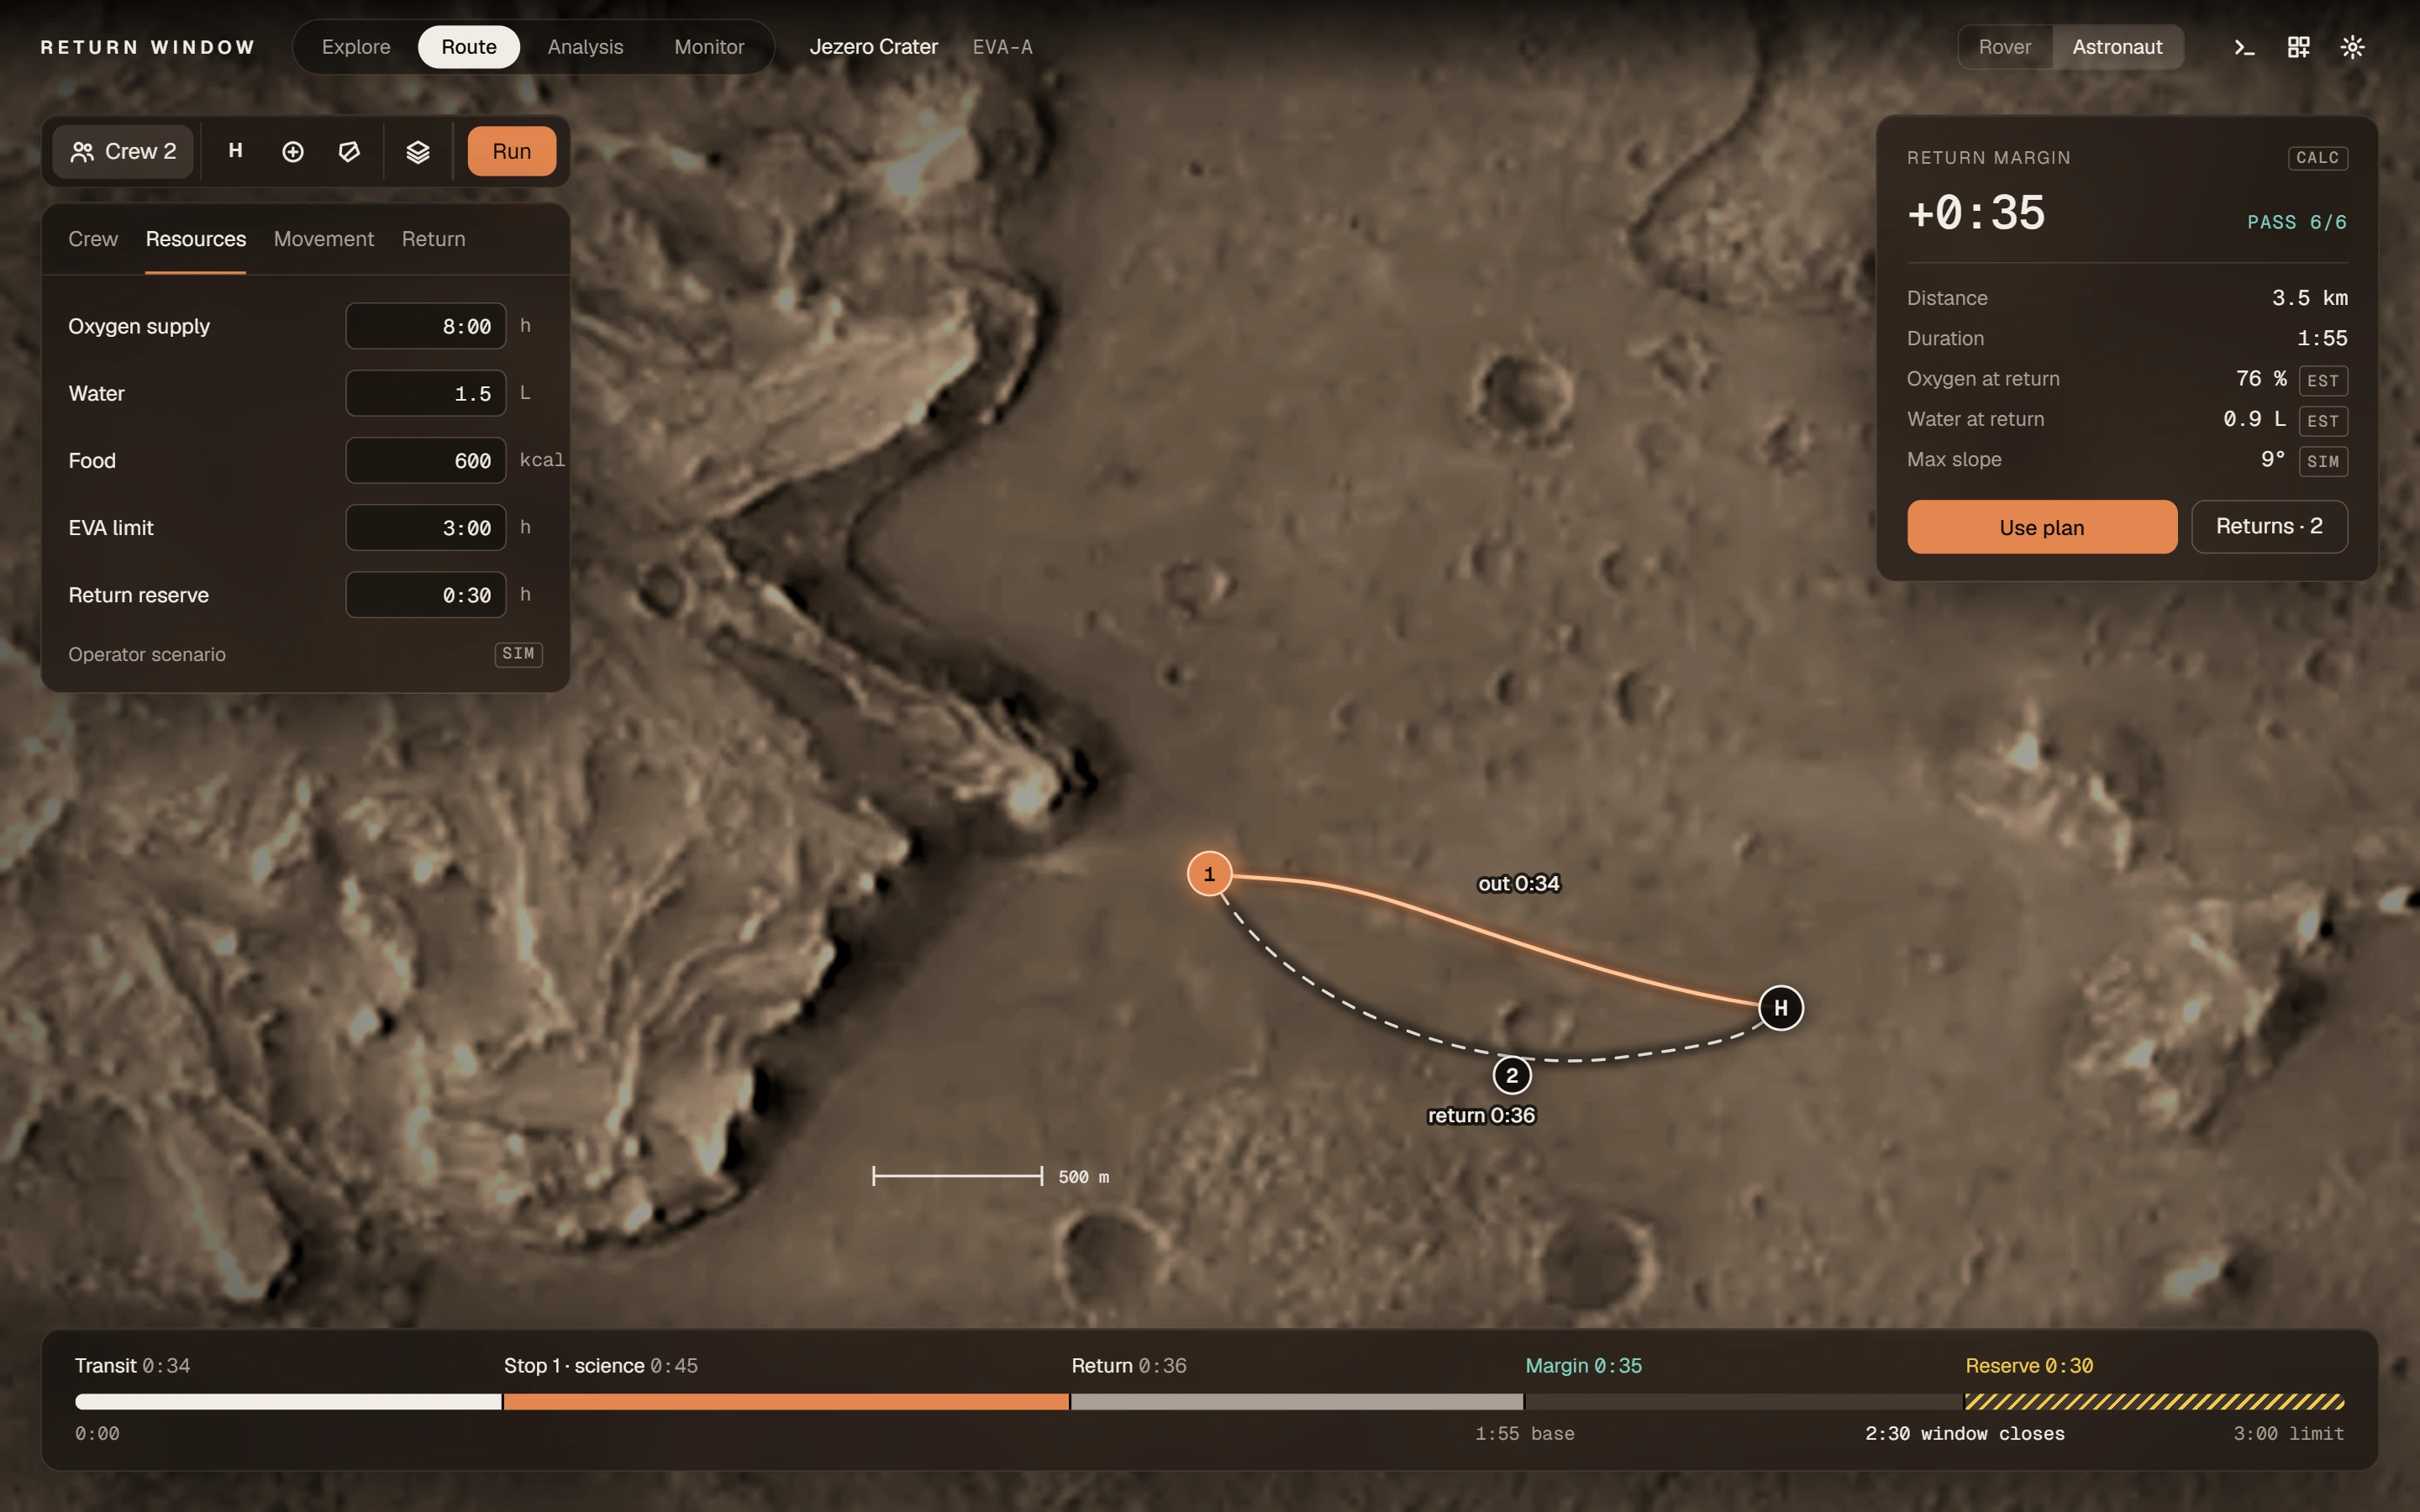 RETURN WINDOW Explore Route Analysis Monitor Jezero Crater EVA-A Rover Astronaut
Crew 2 H Run
Crew Resources Movement Return
Oxygen supply 8:00 h
Water 1.5 L
Food 600 kcal
EVA limit 3:00 h
Return reserve 0:30 h
Operator scenario SIM
RETURN MARGIN CALC
+0:35 PASS 6/6
Distance 3.5 km
Duration 1:55
Oxygen at return 76 % EST
Water at return 0.9 L EST
Max slope 9° SIM
Use plan Returns · 2
1
out 0:34
H
2
return 0:36
500 m
Transit 0:34 Stop 1 · science 0:45 Return 0:36 Margin 0:35 Reserve 0:30
0:00 1:55 base 2:30 window closes 3:00 limit